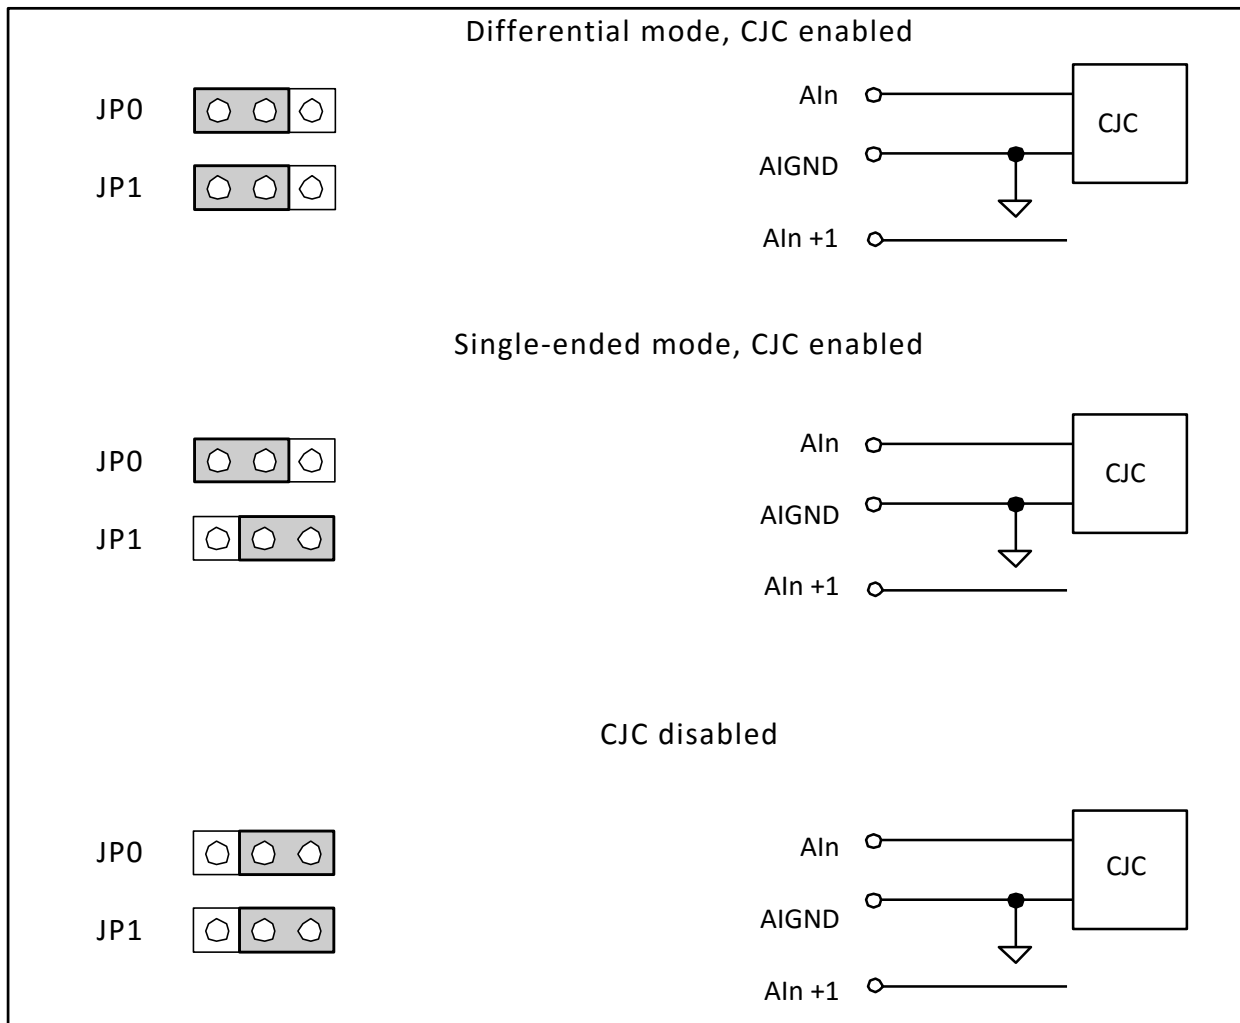 Differential mode, CJC enabled
JP0
AIn
CJC
JP1
AIGND
AIn +1
Single-ended mode, CJC enabled
JP0
AIn
CJC
JP1
AIGND
AIn +1
CJC disabled
JP0
AIn
CJC
JP1
AIGND
AIn +1